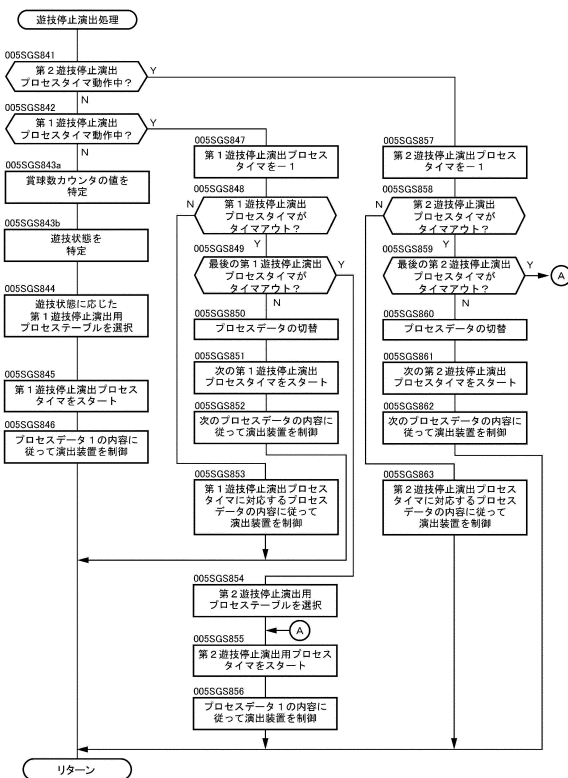 遊技停止演出処理
005SGS841
第2遊技停止演出
プロセスタイマ動作中？
Y
N
005SGS842
第1遊技停止演出
プロセスタイマ動作中？
Y
N
005SGS843a
賞球数カウンタの値を
特定
005SGS843b
遊技状態を
特定
005SGS844
遊技状態に応じた
第1遊技停止演出用
プロセステーブルを選択
005SGS845
第1遊技停止演出プロセス
タイマをスタート
005SGS846
プロセスデータ1の内容に
従って演出装置を制御
005SGS847
第1遊技停止演出プロセス
タイマを－1
005SGS848
N
第1遊技停止演出
プロセスタイマが
タイムアウト？
Y
005SGS849
最後の第1遊技停止演出
プロセスタイマが
タイムアウト？
Y
N
005SGS850
プロセスデータの切替
005SGS851
次の第1遊技停止演出
プロセスタイマをスタート
005SGS852
次のプロセスデータの内容に
従って演出装置を制御
005SGS853
第1遊技停止演出プロセス
タイマに対応するプロセス
データの内容に従って
演出装置を制御
005SGS854
第2遊技停止演出用
プロセステーブルを選択
A
005SGS855
第2遊技停止演出用プロセス
タイマをスタート
005SGS856
プロセスデータ1の内容に
従って演出装置を制御
005SGS857
第2遊技停止演出プロセス
タイマを－1
005SGS858
N
第2遊技停止演出
プロセスタイマが
タイムアウト？
Y
005SGS859
最後の第2遊技停止演出
プロセスタイマが
タイムアウト？
Y
A
N
005SGS860
プロセスデータの切替
005SGS861
次の第2遊技停止演出
プロセスタイマをスタート
005SGS862
次のプロセスデータの内容に
従って演出装置を制御
005SGS863
第2遊技停止演出プロセス
タイマに対応するプロセス
データの内容に従って
演出装置を制御
リターン